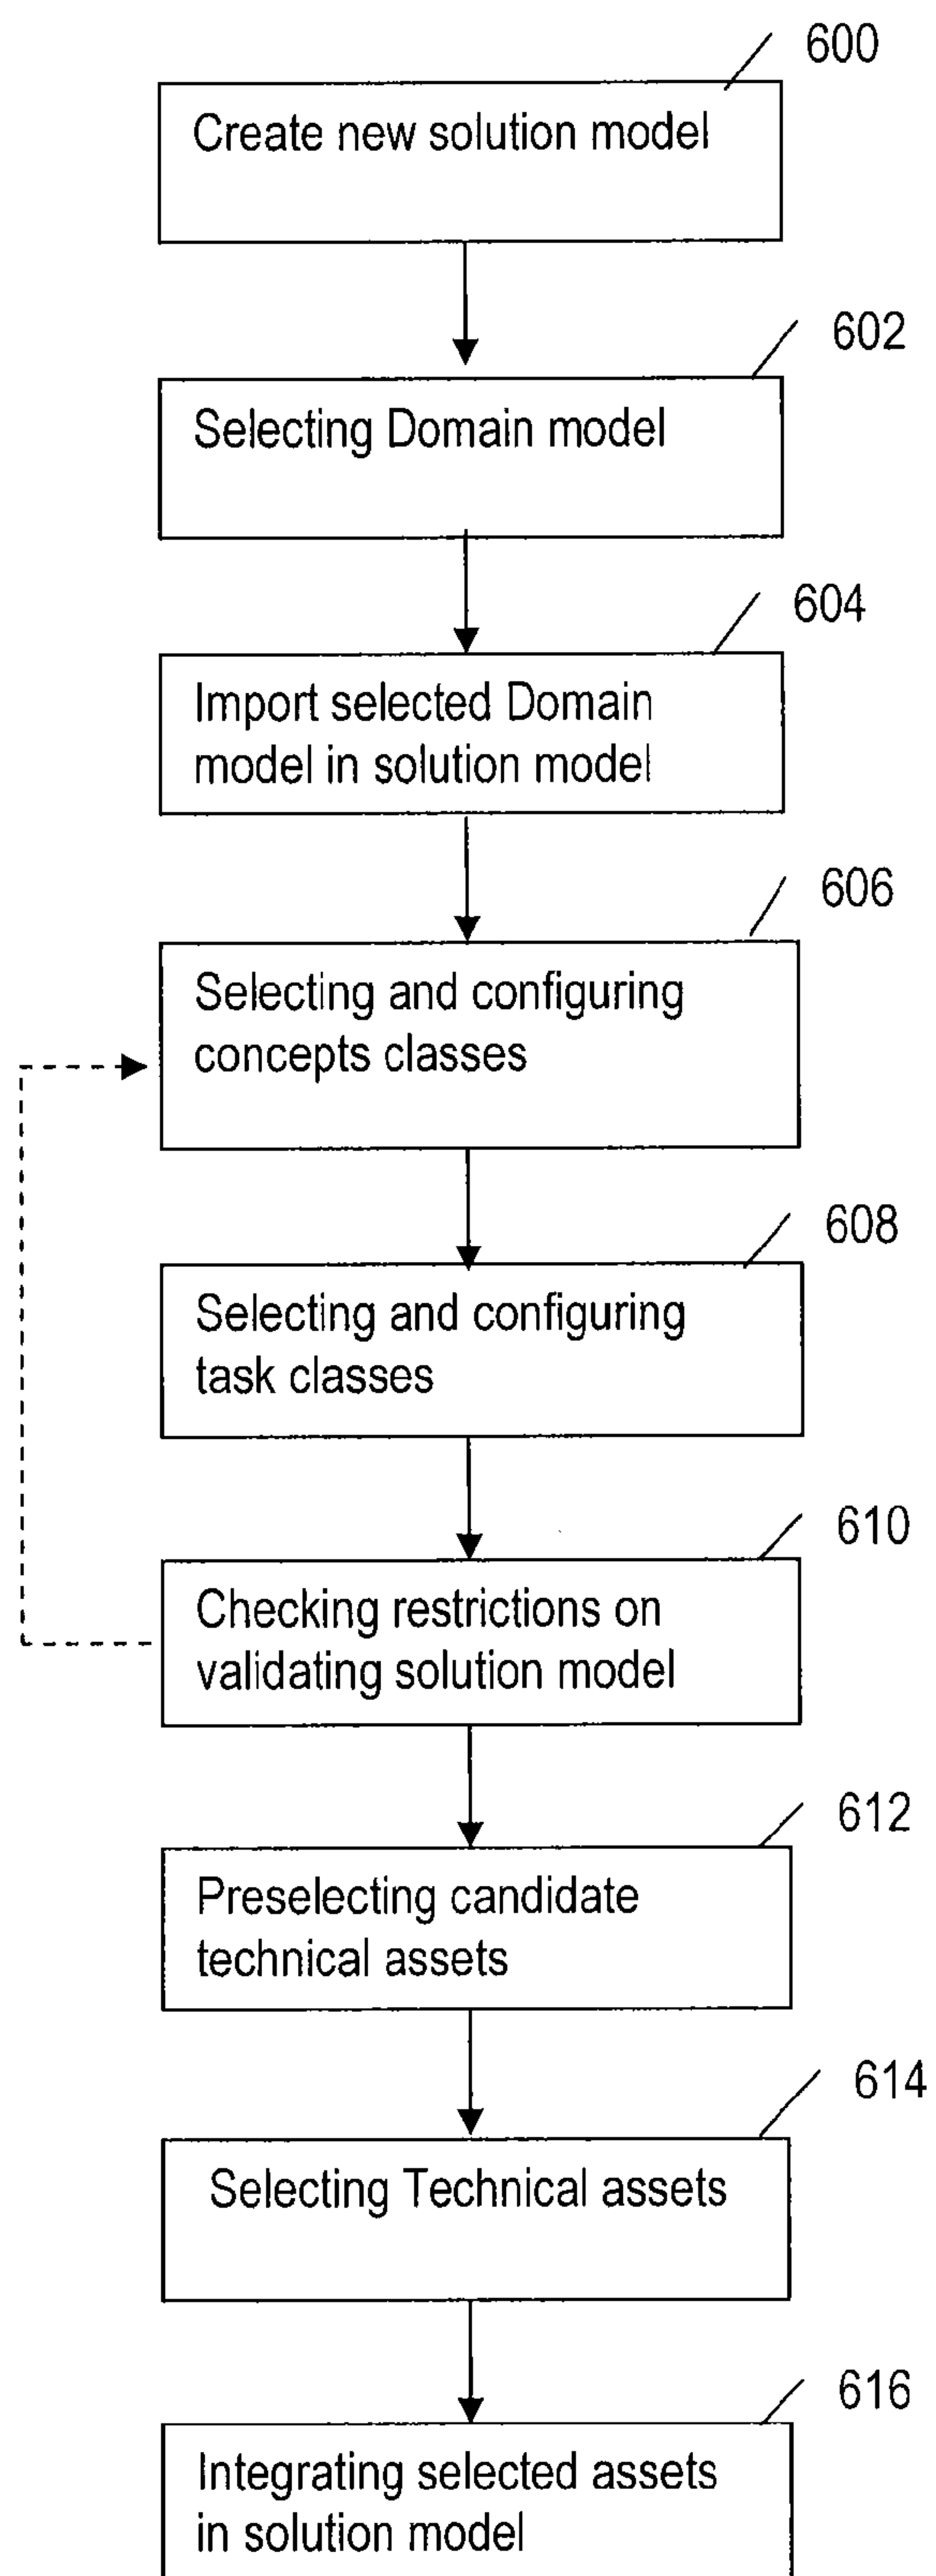 600
Create new solution model
602
Selecting Domain model
604
Import selected Domain
model in solution model
606
Selecting and configuring
concepts classes
608
Selecting and configuring
task classes
610
Checking restrictions on
validating solution model
612
Preselecting candidate
technical assets
614
Selecting Technical assets
616
Integrating selected assets
in solution model